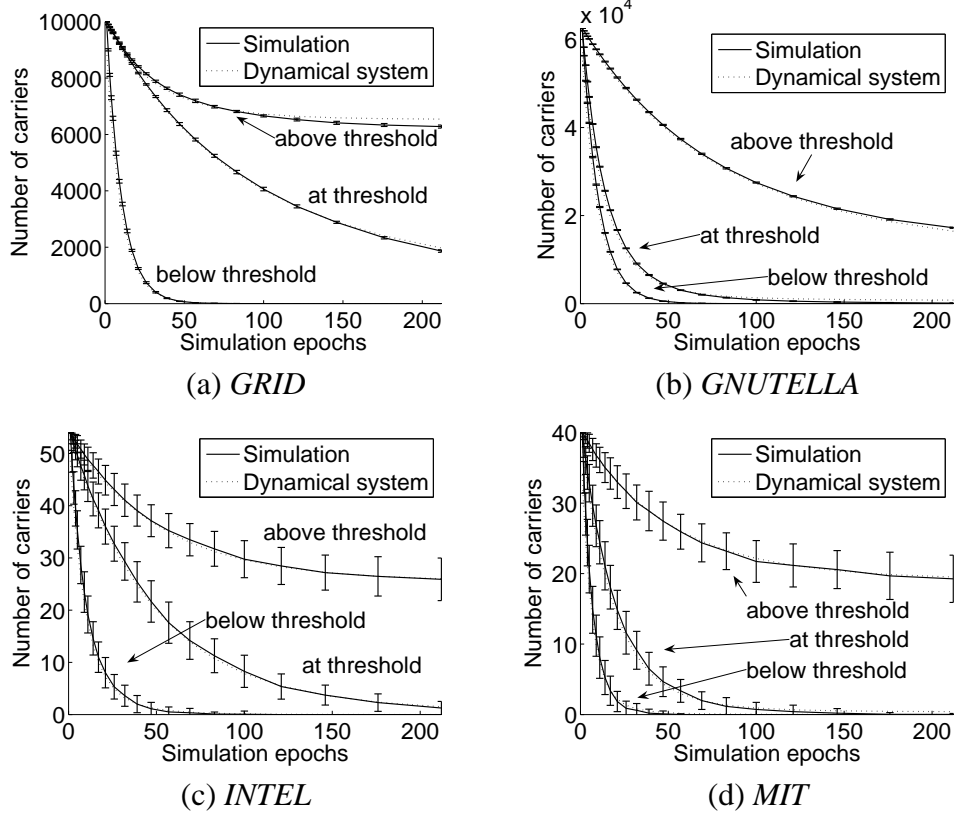 10000
8000
6000
4000
2000
0
Number of carriers
Simulation
Dynamical system
above threshold
at threshold
below threshold
0 50 100 150 200
Simulation epochs
(a) GRID
x 10^4
6
4
2
0
Number of carriers
Simulation
Dynamical system
above threshold
at threshold
below threshold
0 50 100 150 200
Simulation epochs
(b) GNUTELLA
50
40
30
20
10
0
Number of carriers
Simulation
Dynamical system
above threshold
below threshold
at threshold
0 50 100 150 200
Simulation epochs
(c) INTEL
40
30
20
10
0
Number of carriers
Simulation
Dynamical system
above threshold
at threshold
below threshold
0 50 100 150 200
Simulation epochs
(d) MIT